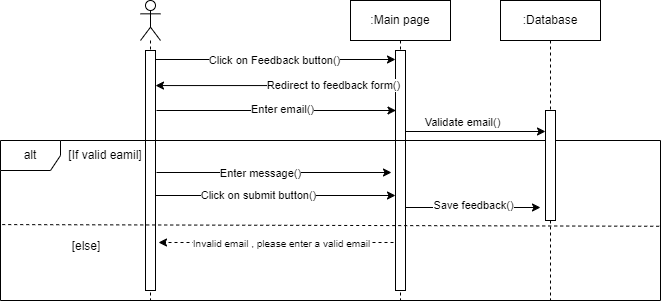 :Main page
:Database
Click on Feedback button()
Redirect to feedback form()
Enter email()
Validate email()
alt
[If valid eamil]
Enter message()
Click on submit button()
Save feedback()
[else]
Invalid email , please enter a valid email